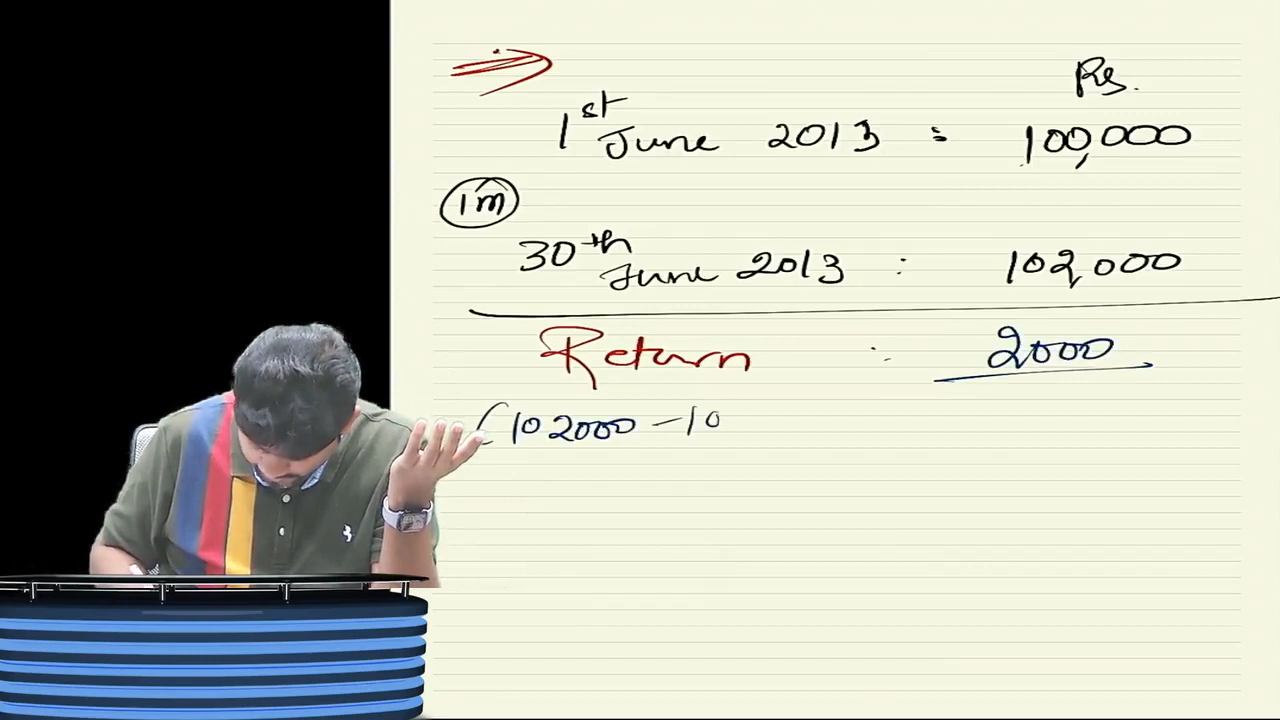 Rs.
1st June 2013 : 100,000
1m
30th June 2013 : 102,000
Return : 2000
(102000 - 10